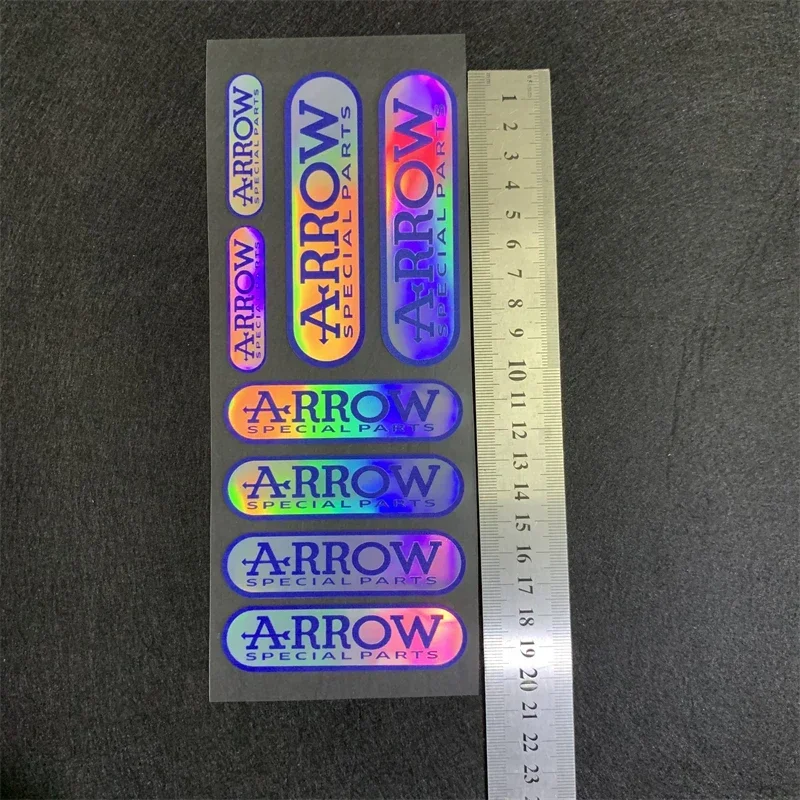 ARROW
SPECIAL PARTS
ARROW
SPECIAL PARTS
ARROW
SPECIAL PARTS
ARROW
SPECIAL PARTS
ARROW
SPECIAL PARTS
ARROW
SPECIAL PARTS
ARROW
SPECIAL PARTS
ARROW
SPECIAL PARTS
1
2
3
4
5
6
7
8
9
10
11
12
13
14
15
16
17
18
19
20
21
22
23